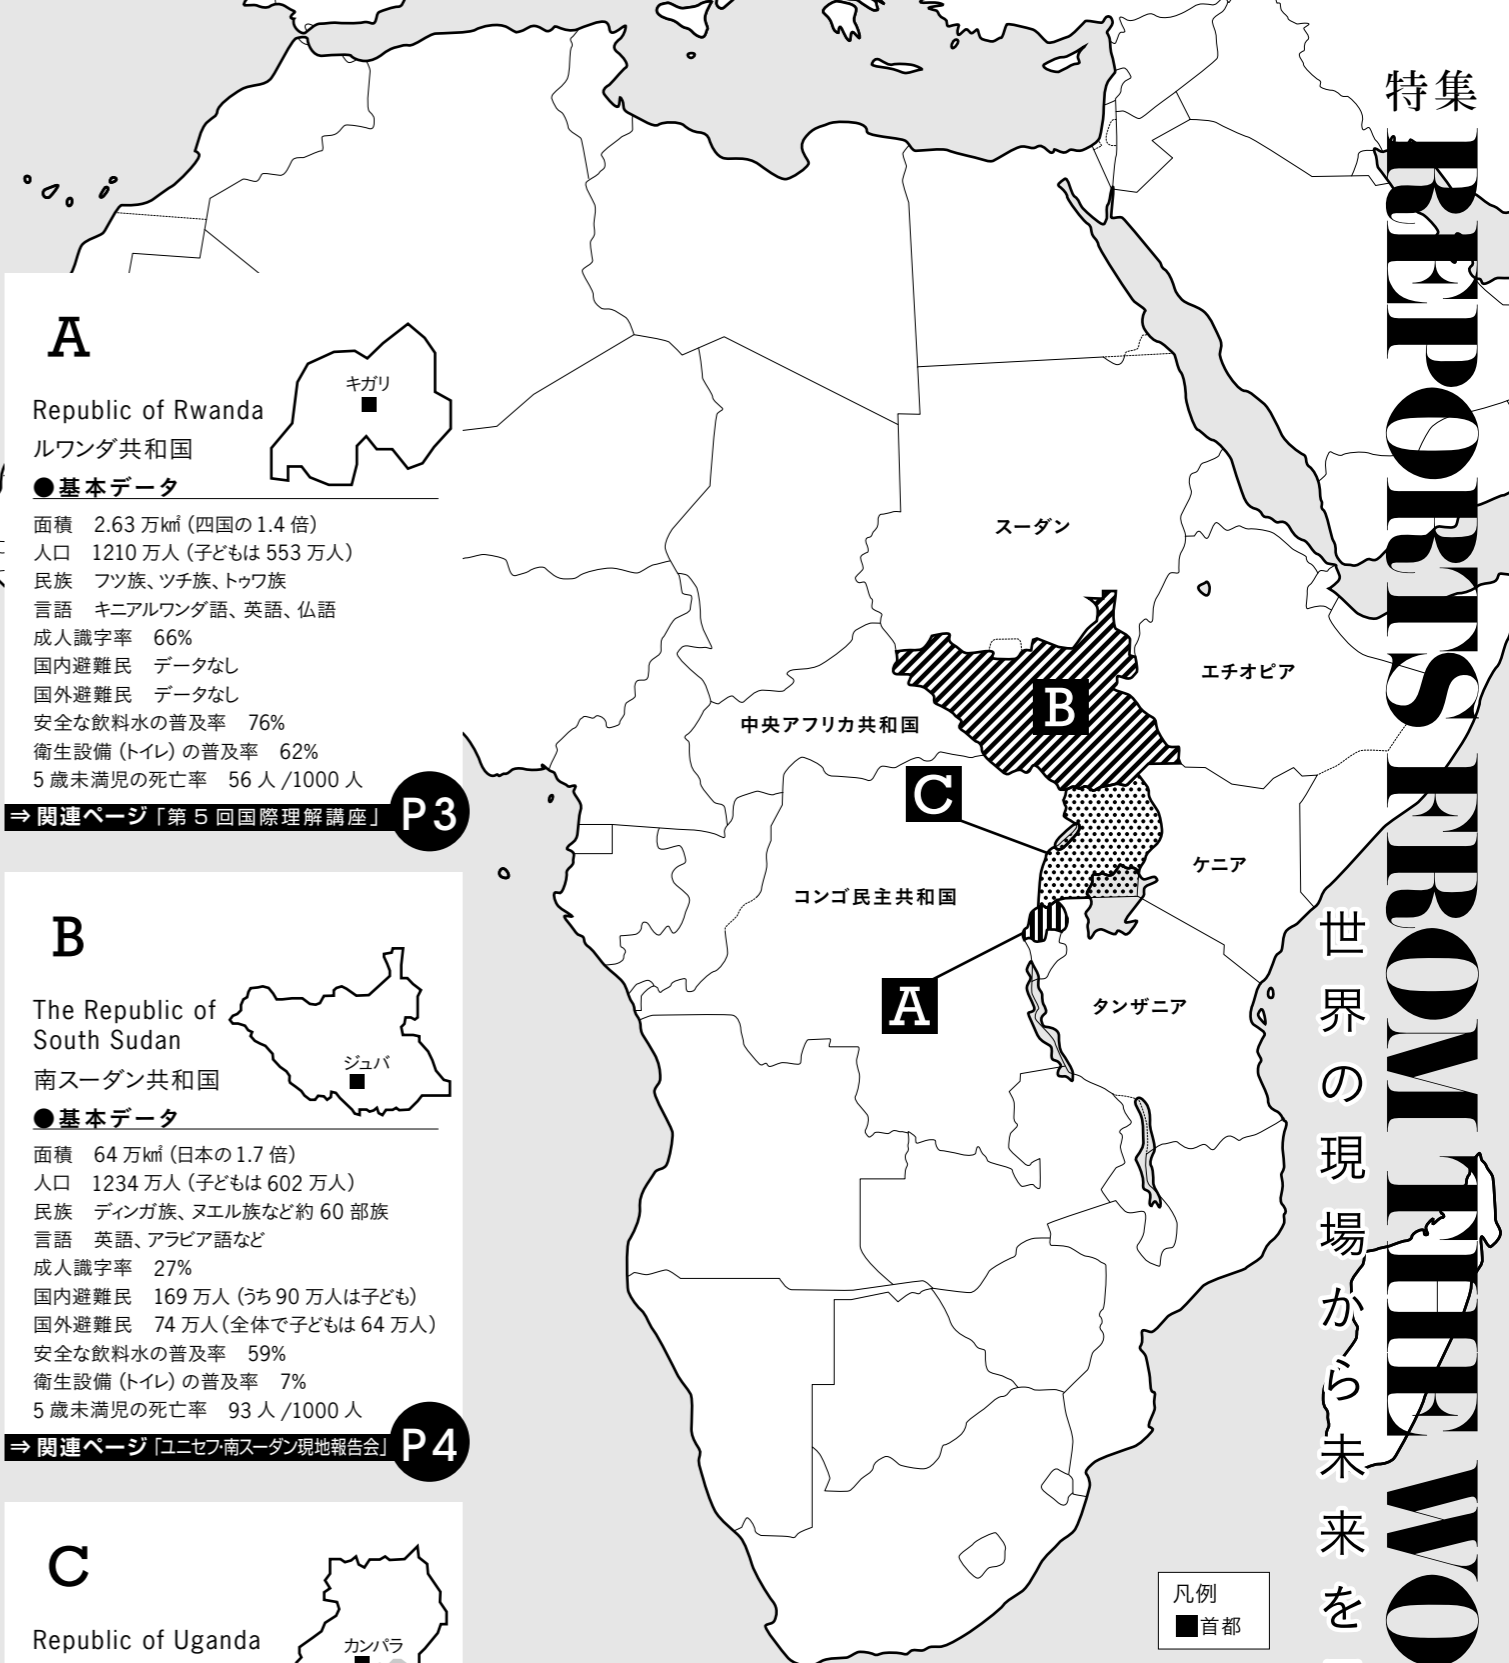 特集
REPORTS FROM THE WO
世界の現場から未来を
A
キガリ
Republic of Rwanda
ルワンダ共和国
●基本データ
面積　2.63 万㎢ (四国の 1.4 倍)
人口　1210 万人 (子どもは 553 万人)
民族　フツ族、ツチ族、トゥワ族
言語　キニアルワンダ語、英語、仏語
成人識字率　66%
国内避難民　データなし
国外避難民　データなし
安全な飲料水の普及率　76%
衛生設備 (トイレ) の普及率　62%
5 歳未満児の死亡率　56 人 /1000 人
⇒ 関連ページ 「第 5 回国際理解講座」 P3
B
The Republic of
South Sudan
ジュバ
南スーダン共和国
●基本データ
面積　64 万㎢ (日本の 1.7 倍)
人口　1234 万人 (子どもは 602 万人)
民族　ディンガ族、ヌエル族など約 60 部族
言語　英語、アラビア語など
成人識字率　27%
国内避難民　169 万人 (うち 90 万人は子ども)
国外避難民　74 万人 (全体で子どもは 64 万人)
安全な飲料水の普及率　59%
衛生設備 (トイレ) の普及率　7%
5 歳未満児の死亡率　93 人 /1000 人
⇒ 関連ページ 「ユニセフ・南スーダン現地報告会」 P4
C
Republic of Uganda
カンパラ
スーダン
エチオピア
B
中央アフリカ共和国
C
ケニア
コンゴ民主共和国
A
タンザニア
凡例
■首都